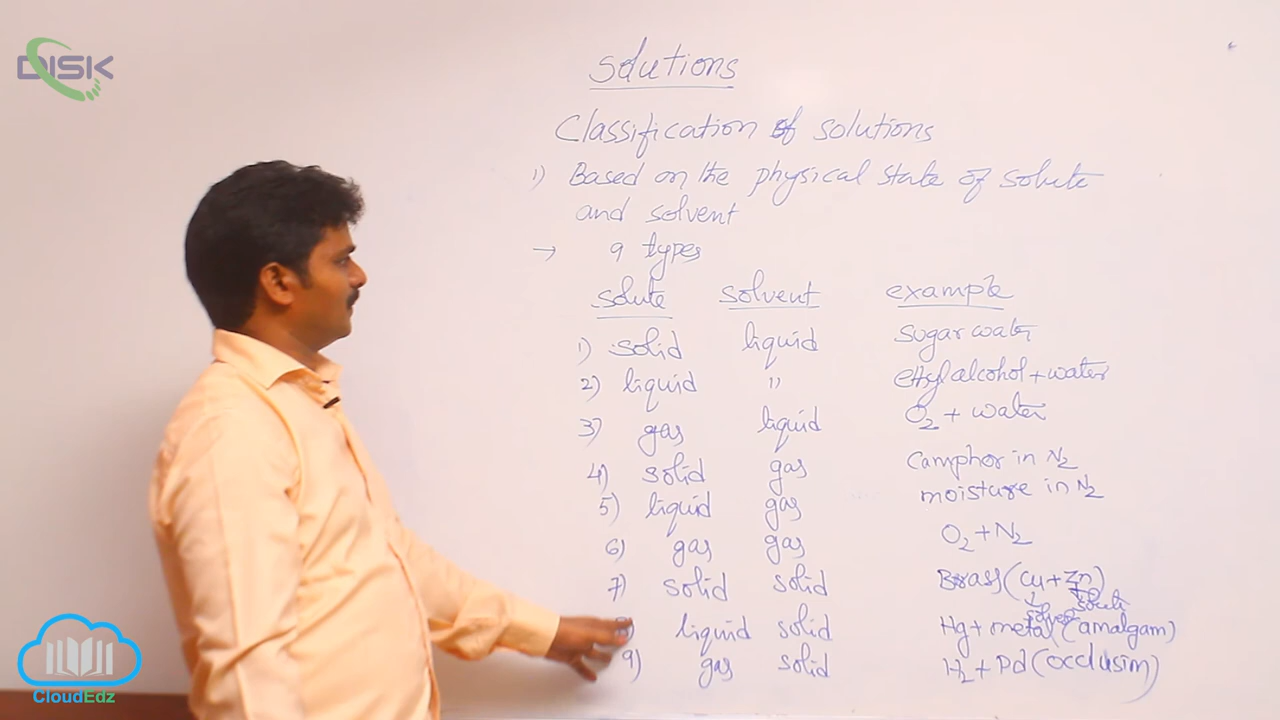 DISK
solutions
Classification of solutions
1) Based on the physical state of solute
and solvent
→ 9 types
solute solvent example
1) solid liquid sugar water
2) liquid " ethyl alcohol + water
3) gas liquid O₂ + water
4) solid gas camphor in N₂
5) liquid gas moisture in N₂
6) gas gas O₂ + N₂
7) solid solid Brass (Cu + Zn)
↓ solvent ↓ solute
) liquid solid Hg + metal (amalgam)
9) gas solid H₂ + Pd (occlusion)
CloudEdz